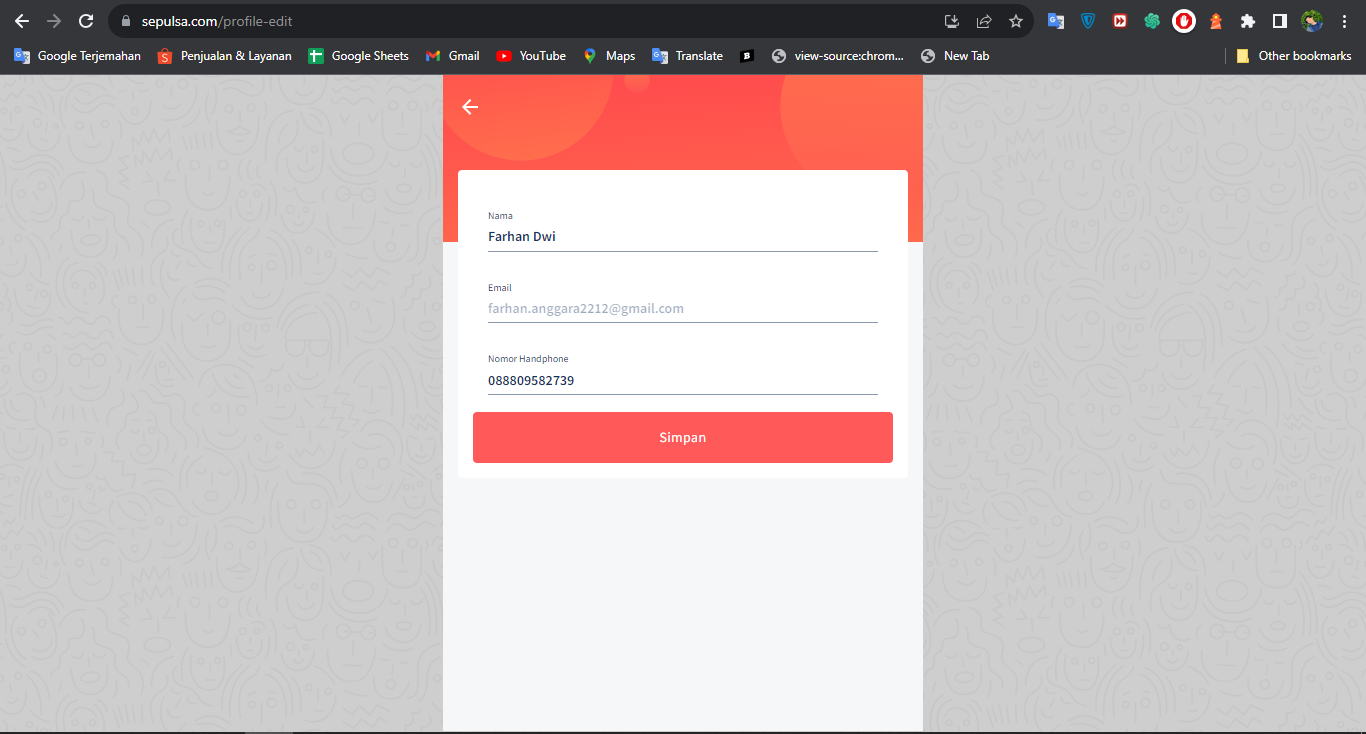 sepulsa.com/profile-edit
Google Terjemahan Penjualan & Layanan Google Sheets Gmail YouTube Maps Translate view-source:chrom... New Tab Other bookmarks
Nama
Farhan Dwi
Email
farhan.anggara2212@gmail.com
Nomor Handphone
088809582739
Simpan